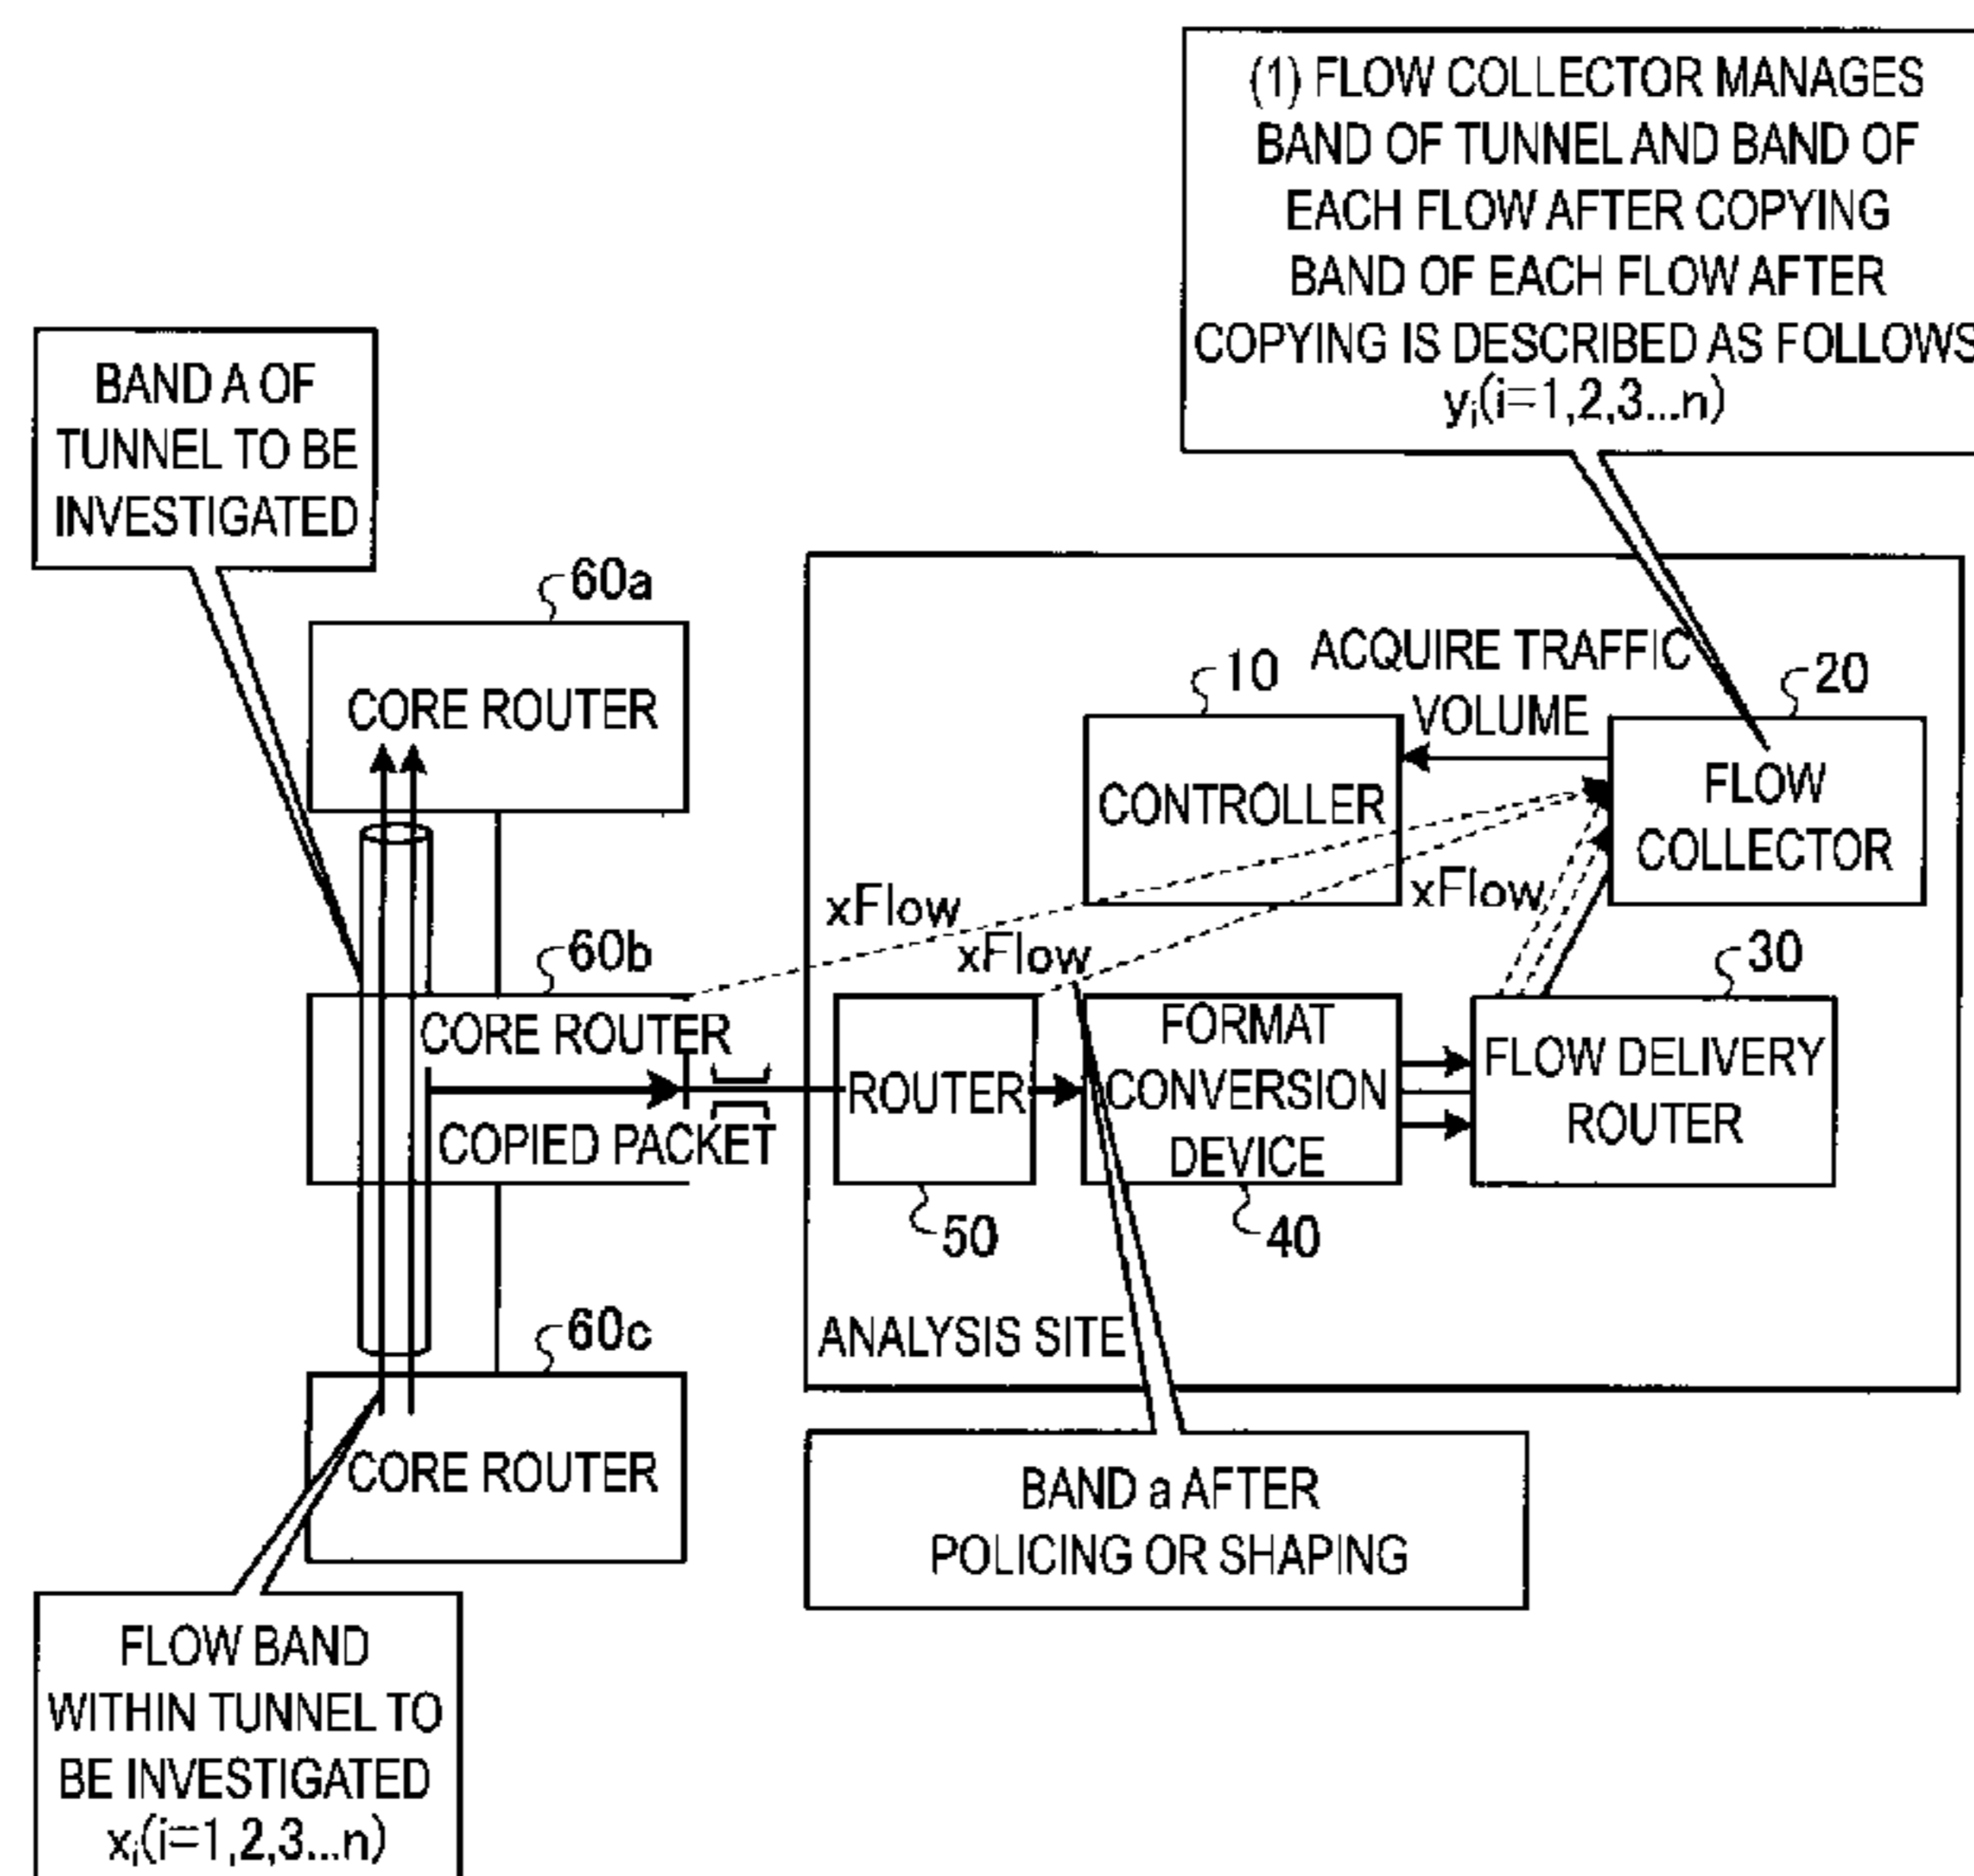 (1) FLOW COLLECTOR MANAGES
BAND OF TUNNEL AND BAND OF
EACH FLOW AFTER COPYING
BAND OF EACH FLOW AFTER
COPYING IS DESCRIBED AS FOLLOWS
yi(i=1,2,3...n)
BAND A OF
TUNNEL TO BE
INVESTIGATED
60a
CORE ROUTER
10
ACQUIRE TRAFFIC
VOLUME
20
CONTROLLER
FLOW
COLLECTOR
xFlow
xFlow
xFlow
60b
30
CORE ROUTER
COPIED PACKET
ROUTER
FORMAT
CONVERSION
DEVICE
FLOW DELIVERY
ROUTER
50
40
60c
ANALYSIS SITE
CORE ROUTER
BAND a AFTER
POLICING OR SHAPING
FLOW BAND
WITHIN TUNNEL TO
BE INVESTIGATED
xi(i=1,2,3...n)